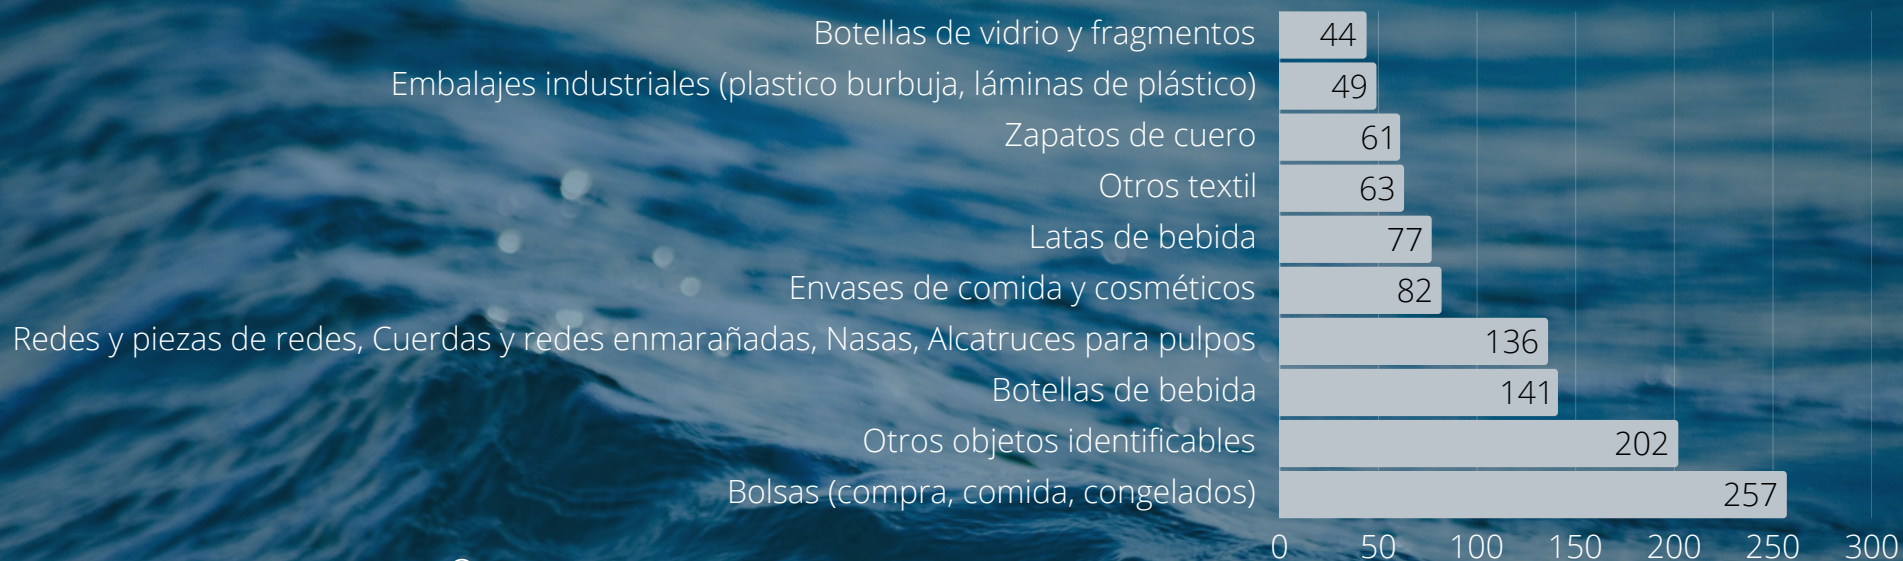 Botellas de vidrio y fragmentos 44
Embalajes industriales (plastico burbuja, láminas de plástico) 49
Zapatos de cuero 61
Otros textil 63
Latas de bebida 77
Envases de comida y cosméticos 82
Redes y piezas de redes, Cuerdas y redes enmarañadas, Nasas, Alcatruces para pulpos 136
Botellas de bebida 141
Otros objetos identificables 202
Bolsas (compra, comida, congelados) 257
0 50 100 150 200 250 300